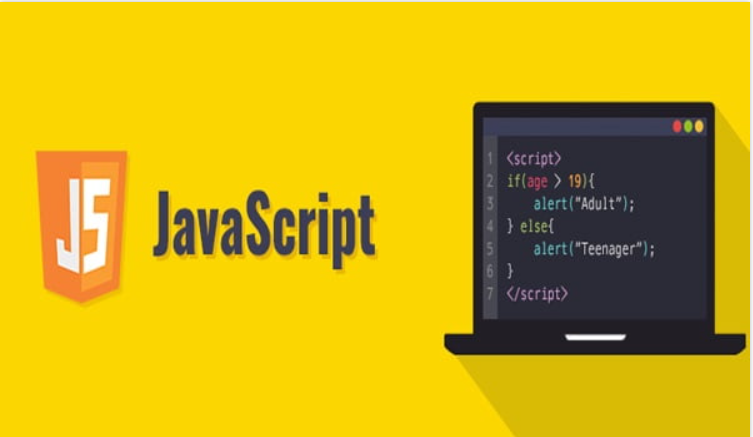 JS
JavaScript
1 <script>
2 if(age > 19){
3 alert("Adult");
4 } else{
5 alert("Teenager");
6 }
7 </script>